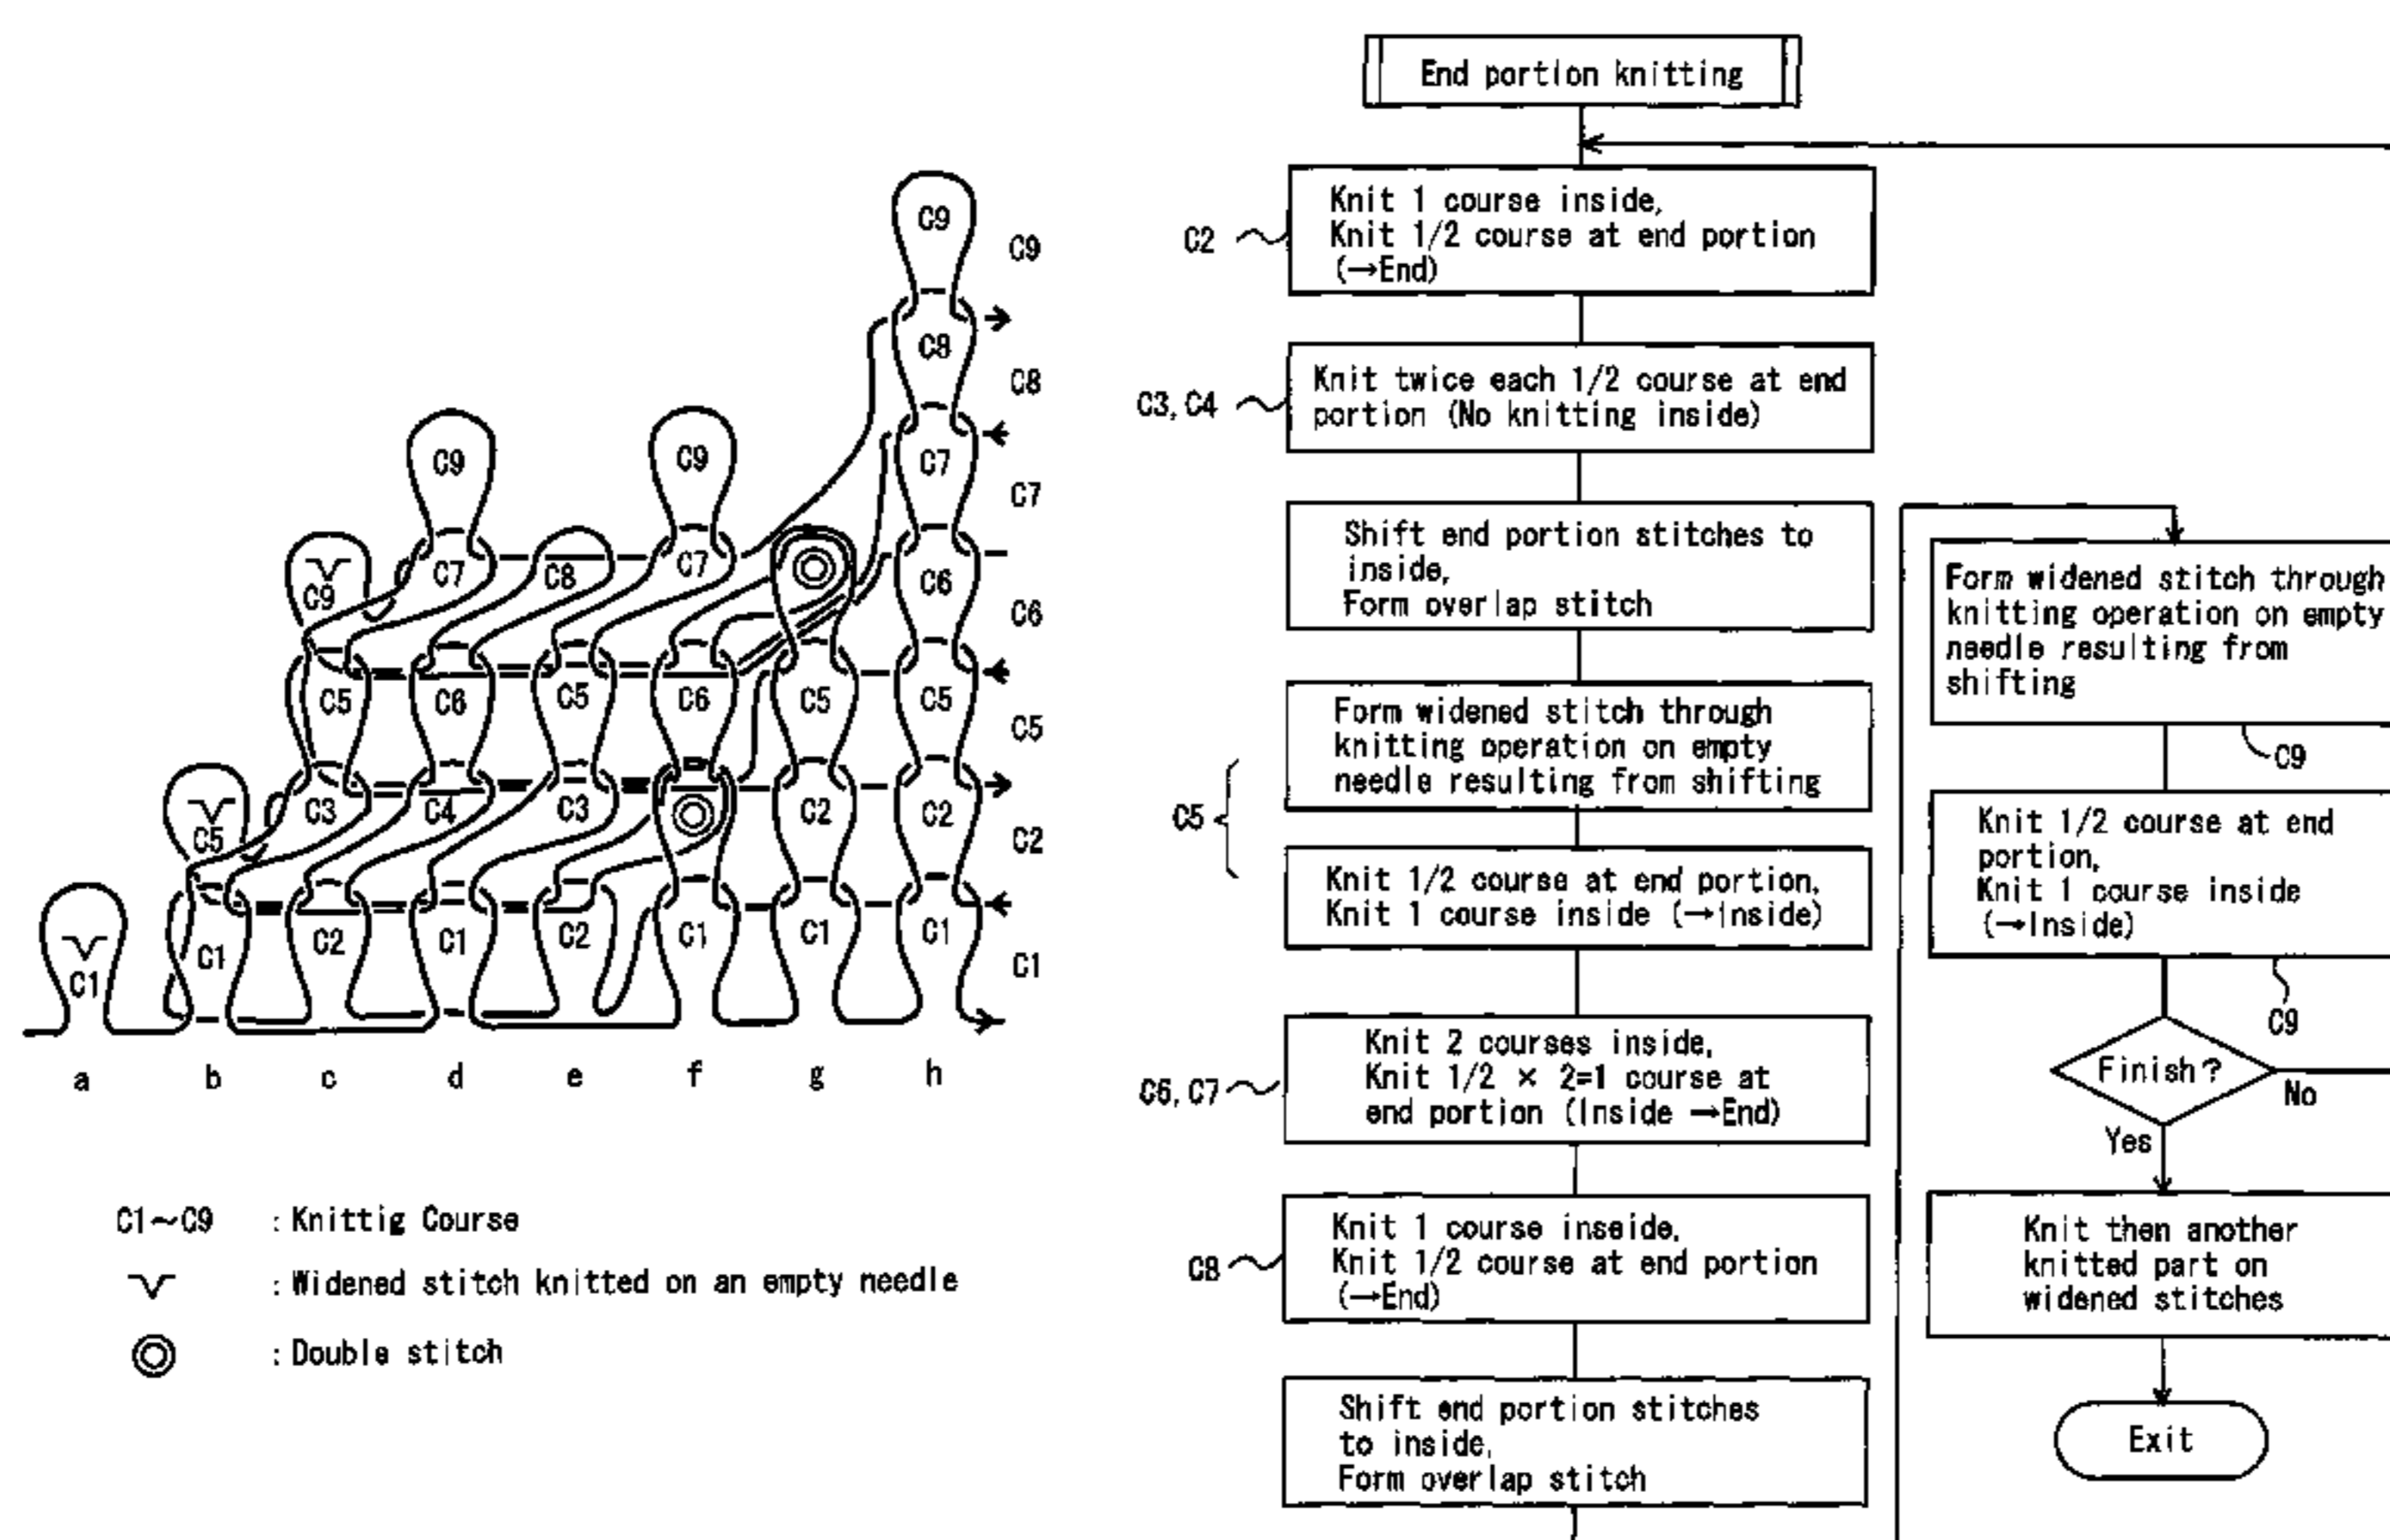 C9
C9
C8
C8
C9
C9
C7
C7
C9
C7
C8
C7
C6
C6
C5
C6
C5
C6
C5
C5
C5
C3
C4
C3
C2
C2
C2
C5
C1
C1
C2
C1
C2
C1
C1
C1
C1
a b c d e f g h
C1~C9 : Knittig Course
: Widened stitch knitted on an empty needle
: Double stitch
End portion knitting
C2
Knit 1 course inside,
Knit 1/2 course at end portion
(→End)
C3, C4
Knit twice each 1/2 course at end
portion (No knitting inside)
Shift end portion stitches to
inside,
Form overlap stitch
C5
Form widened stitch through
knitting operation on empty
needle resulting from shifting
Knit 1/2 course at end portion,
Knit 1 course inside (→inside)
C6, C7
Knit 2 courses inside,
Knit 1/2 × 2=1 course at
end portion (Inside →End)
C8
Knit 1 course inseide,
Knit 1/2 course at end portion
(→End)
Shift end portion stitches
to inside,
Form overlap stitch
Form widened stitch through
knitting operation on empty
needle resulting from
shifting
C9
Knit 1/2 course at end
portion,
Knit 1 course inside
(→Inside)
C9
Finish?
No
Yes
Knit then another
knitted part on
widened stitches
Exit